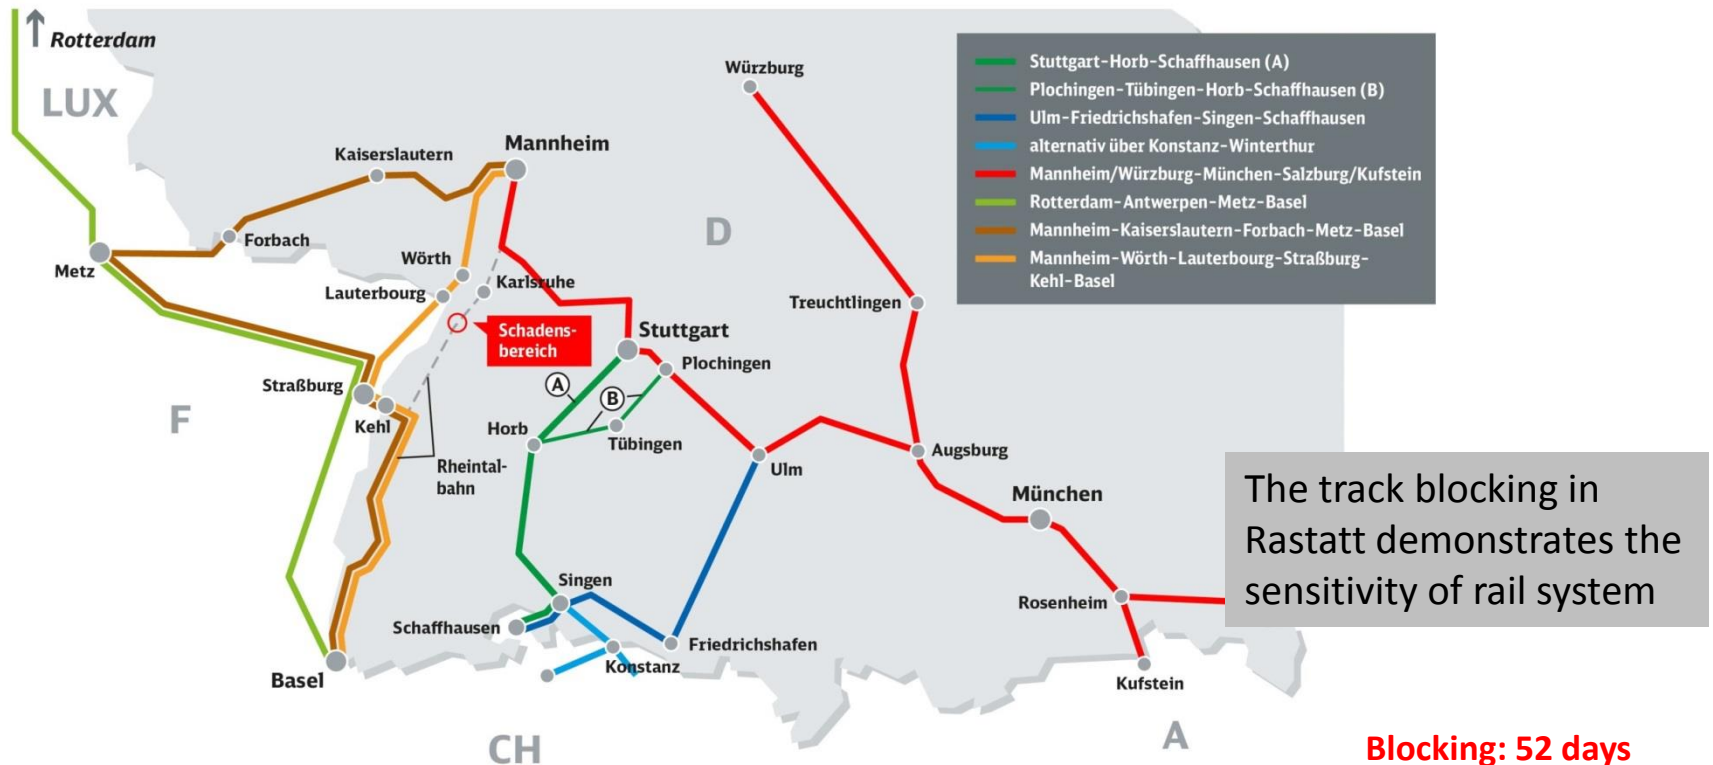 Rotterdam
LUX
Würzburg
Stuttgart-Horb-Schaffhausen (A)
Plochingen-Tübingen-Horb-Schaffhausen (B)
Ulm-Friedrichshafen-Singen-Schaffhausen
alternativ über Konstanz-Winterthur
Mannheim/Würzburg-München-Salzburg/Kufstein
Rotterdam-Antwerpen-Metz-Basel
Mannheim-Kaiserslautern-Forbach-Metz-Basel
Mannheim-Wörth-Lauterbourg-Straßburg-
Kehl-Basel
Kaiserslautern
Mannheim
D
Forbach
Metz
Wörth
Karlsruhe
Lauterbourg
Treuchtlingen
Schadens-
bereich
Stuttgart
Plochingen
Straßburg
A
B
F
Kehl
Horb
Tübingen
Rheintal-
bahn
Ulm
Augsburg
München
The track blocking in
Rastatt demonstrates the
sensitivity of rail system
Singen
Rosenheim
Schaffhausen
Friedrichshafen
Konstanz
Basel
Kufstein
CH
A
Blocking: 52 days